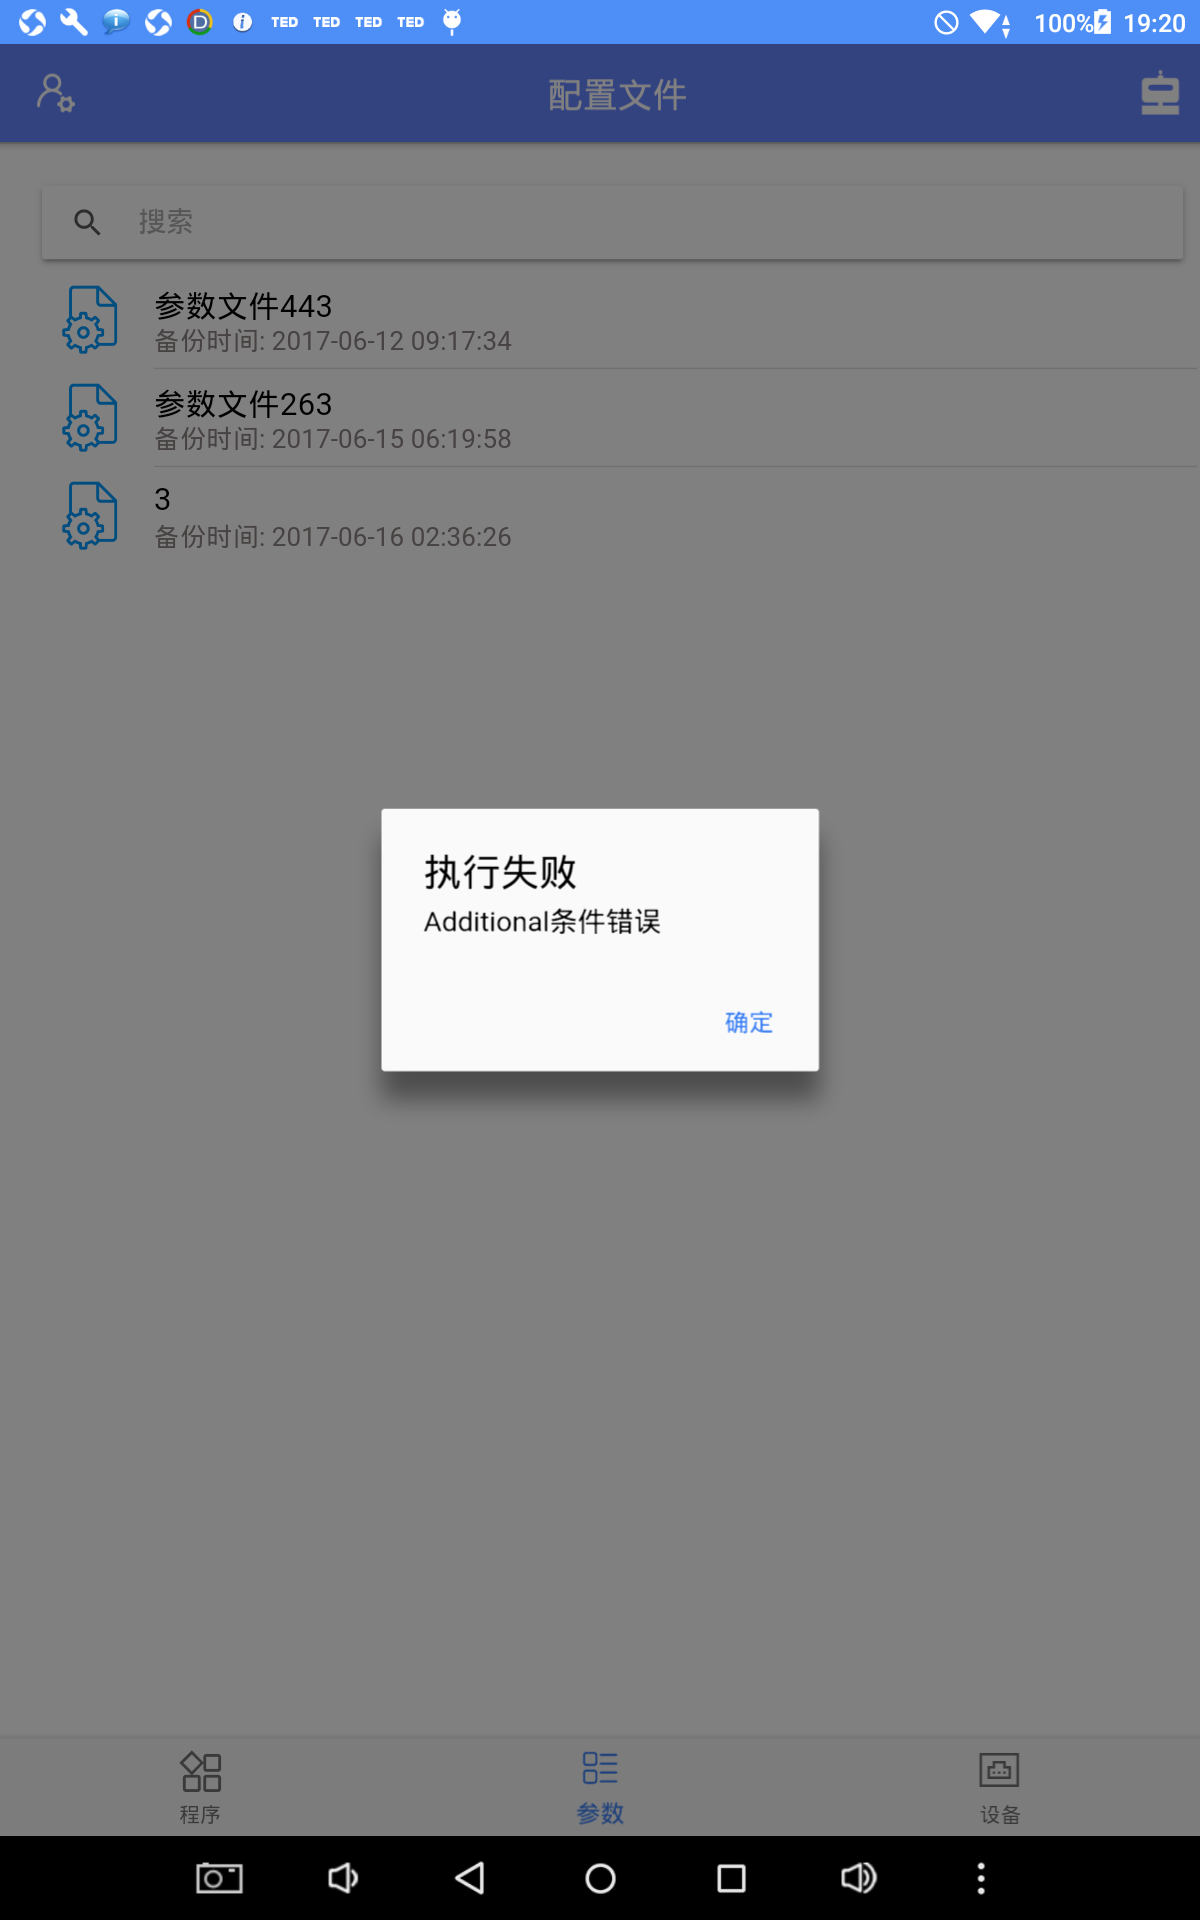 TED TED TED TED 100% 19:20
配置文件
搜索
参数文件443
备份时间: 2017-06-12 09:17:34
参数文件263
备份时间: 2017-06-15 06:19:58
3
备份时间: 2017-06-16 02:36:26
执行失败
Additional条件错误
确定
程序 参数 设备